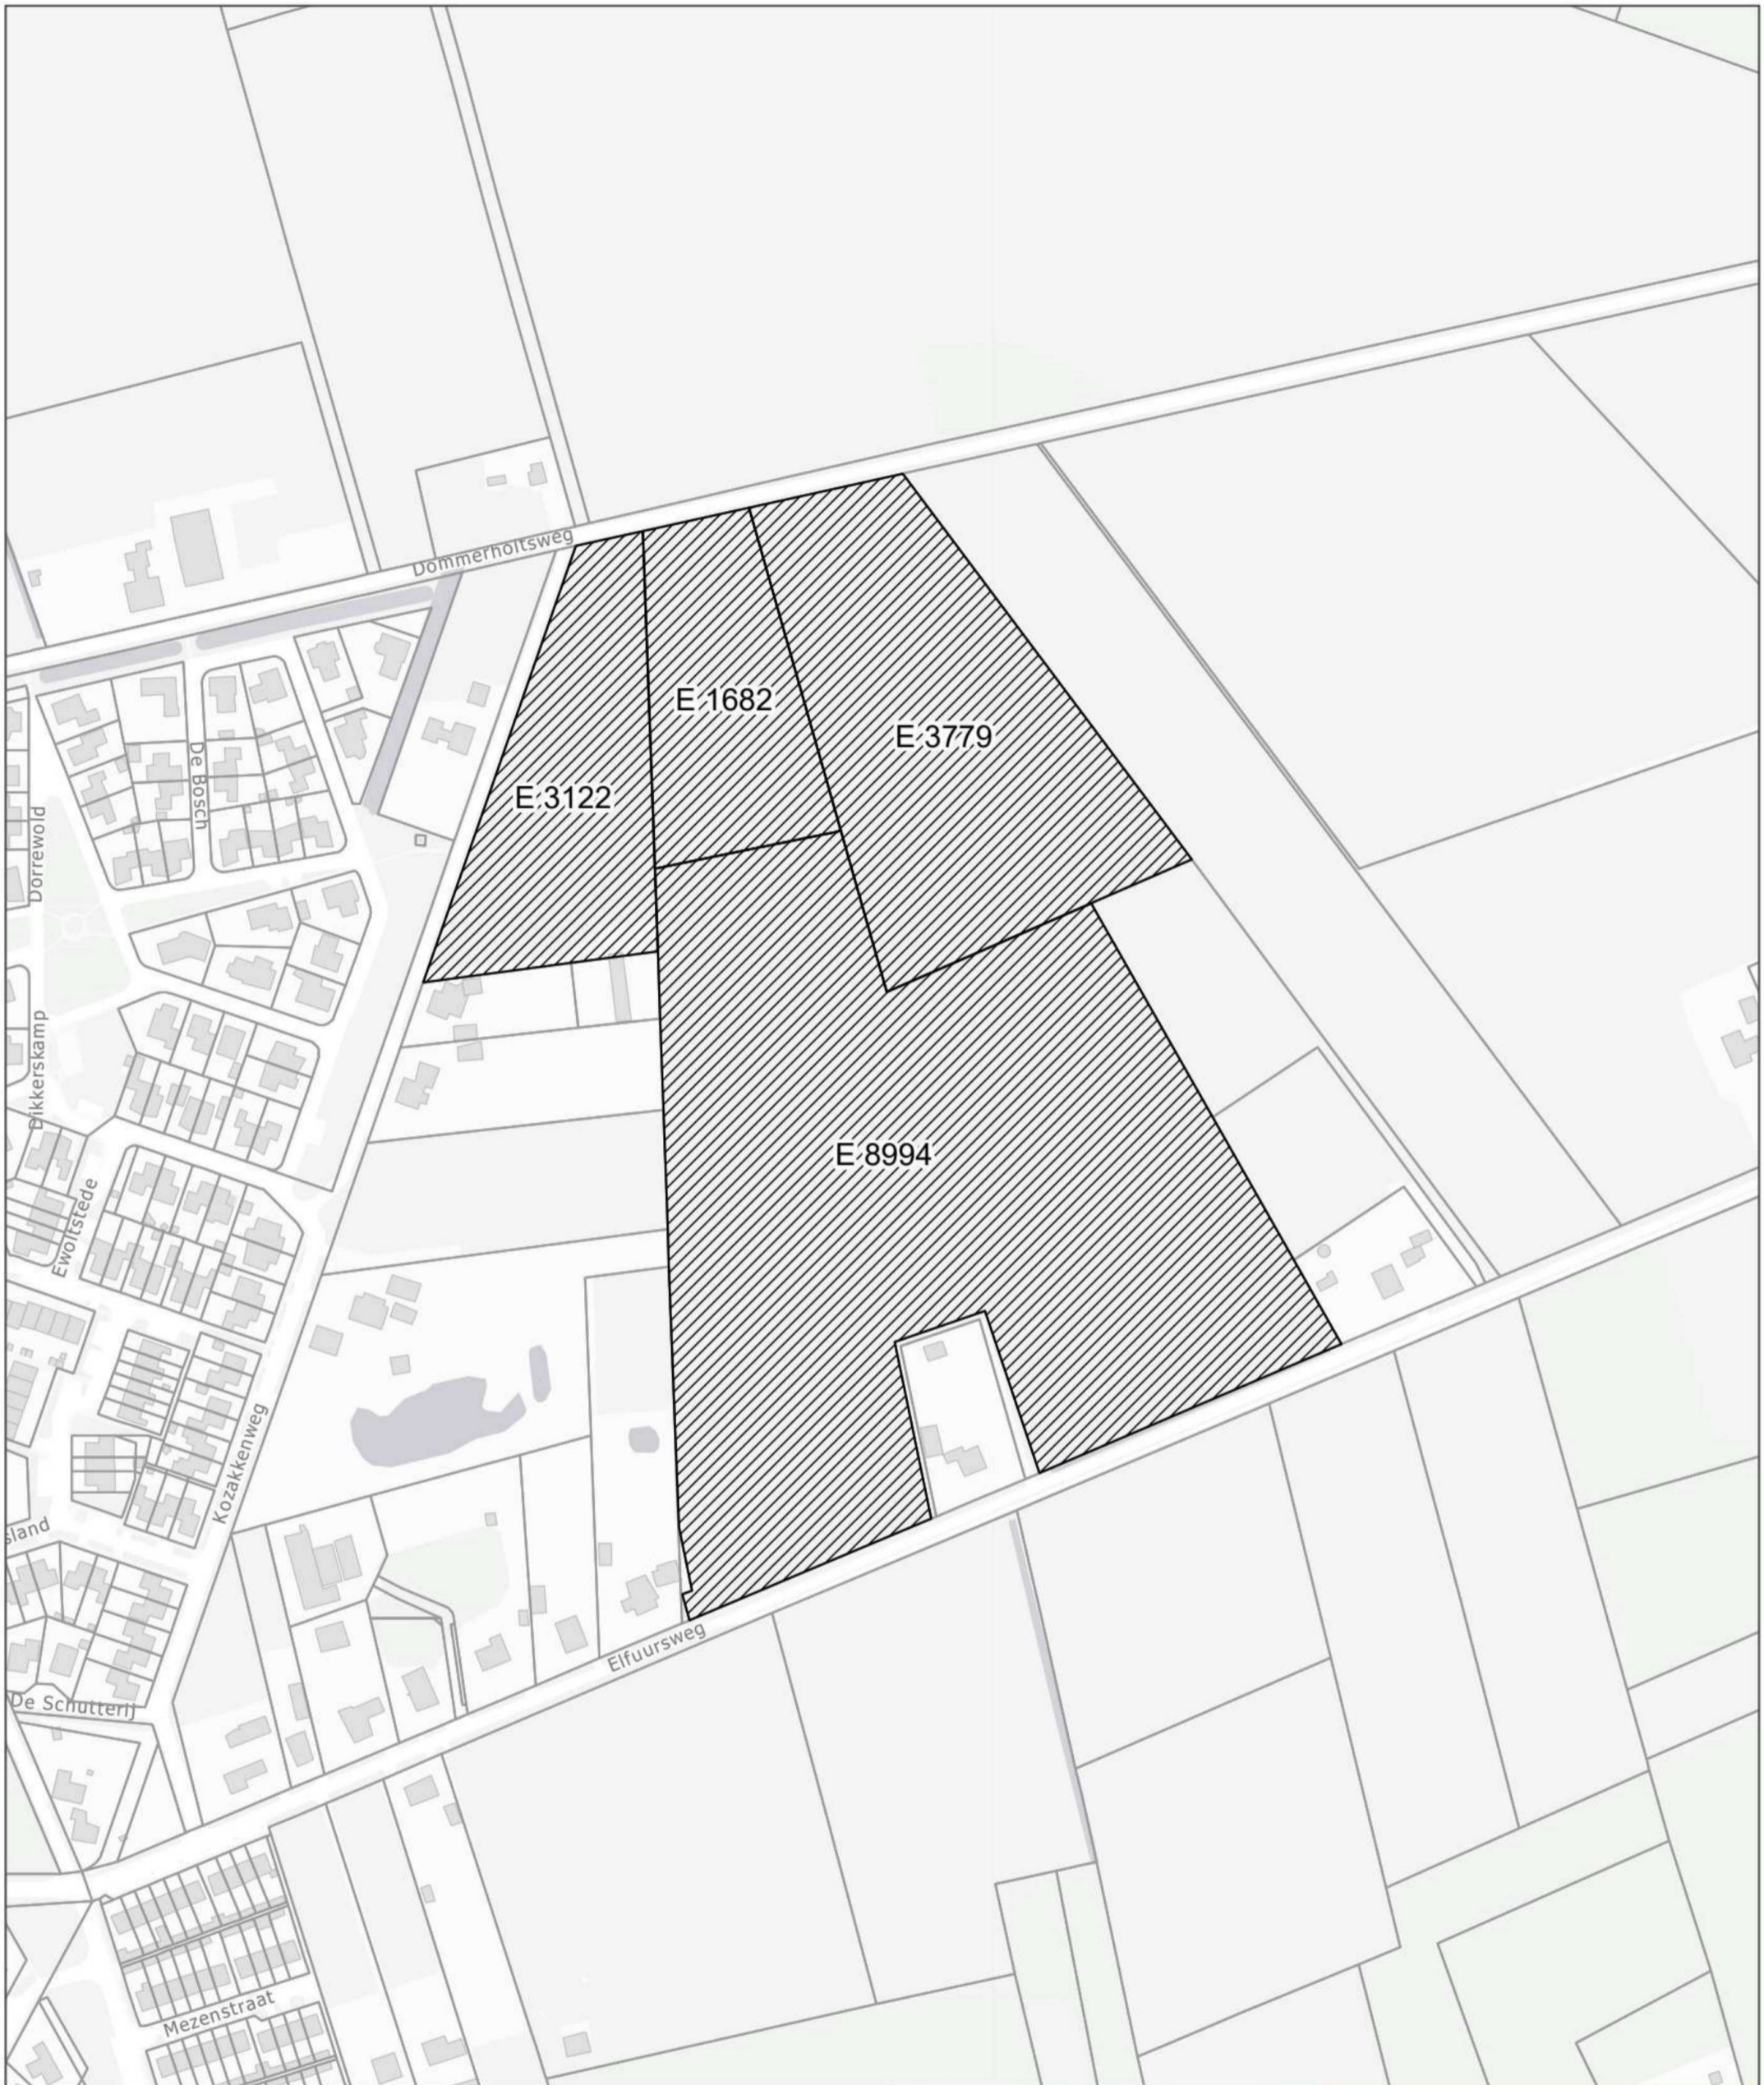 Dommerholtsweg
E 1682
E 3779
De Bosch
E 3122
Dorrewold
Dikkerskamp
E 8994
Ewoltstede
Kozakkenweg
sland
Elfuursweg
De Schutterij
Mezenstraat